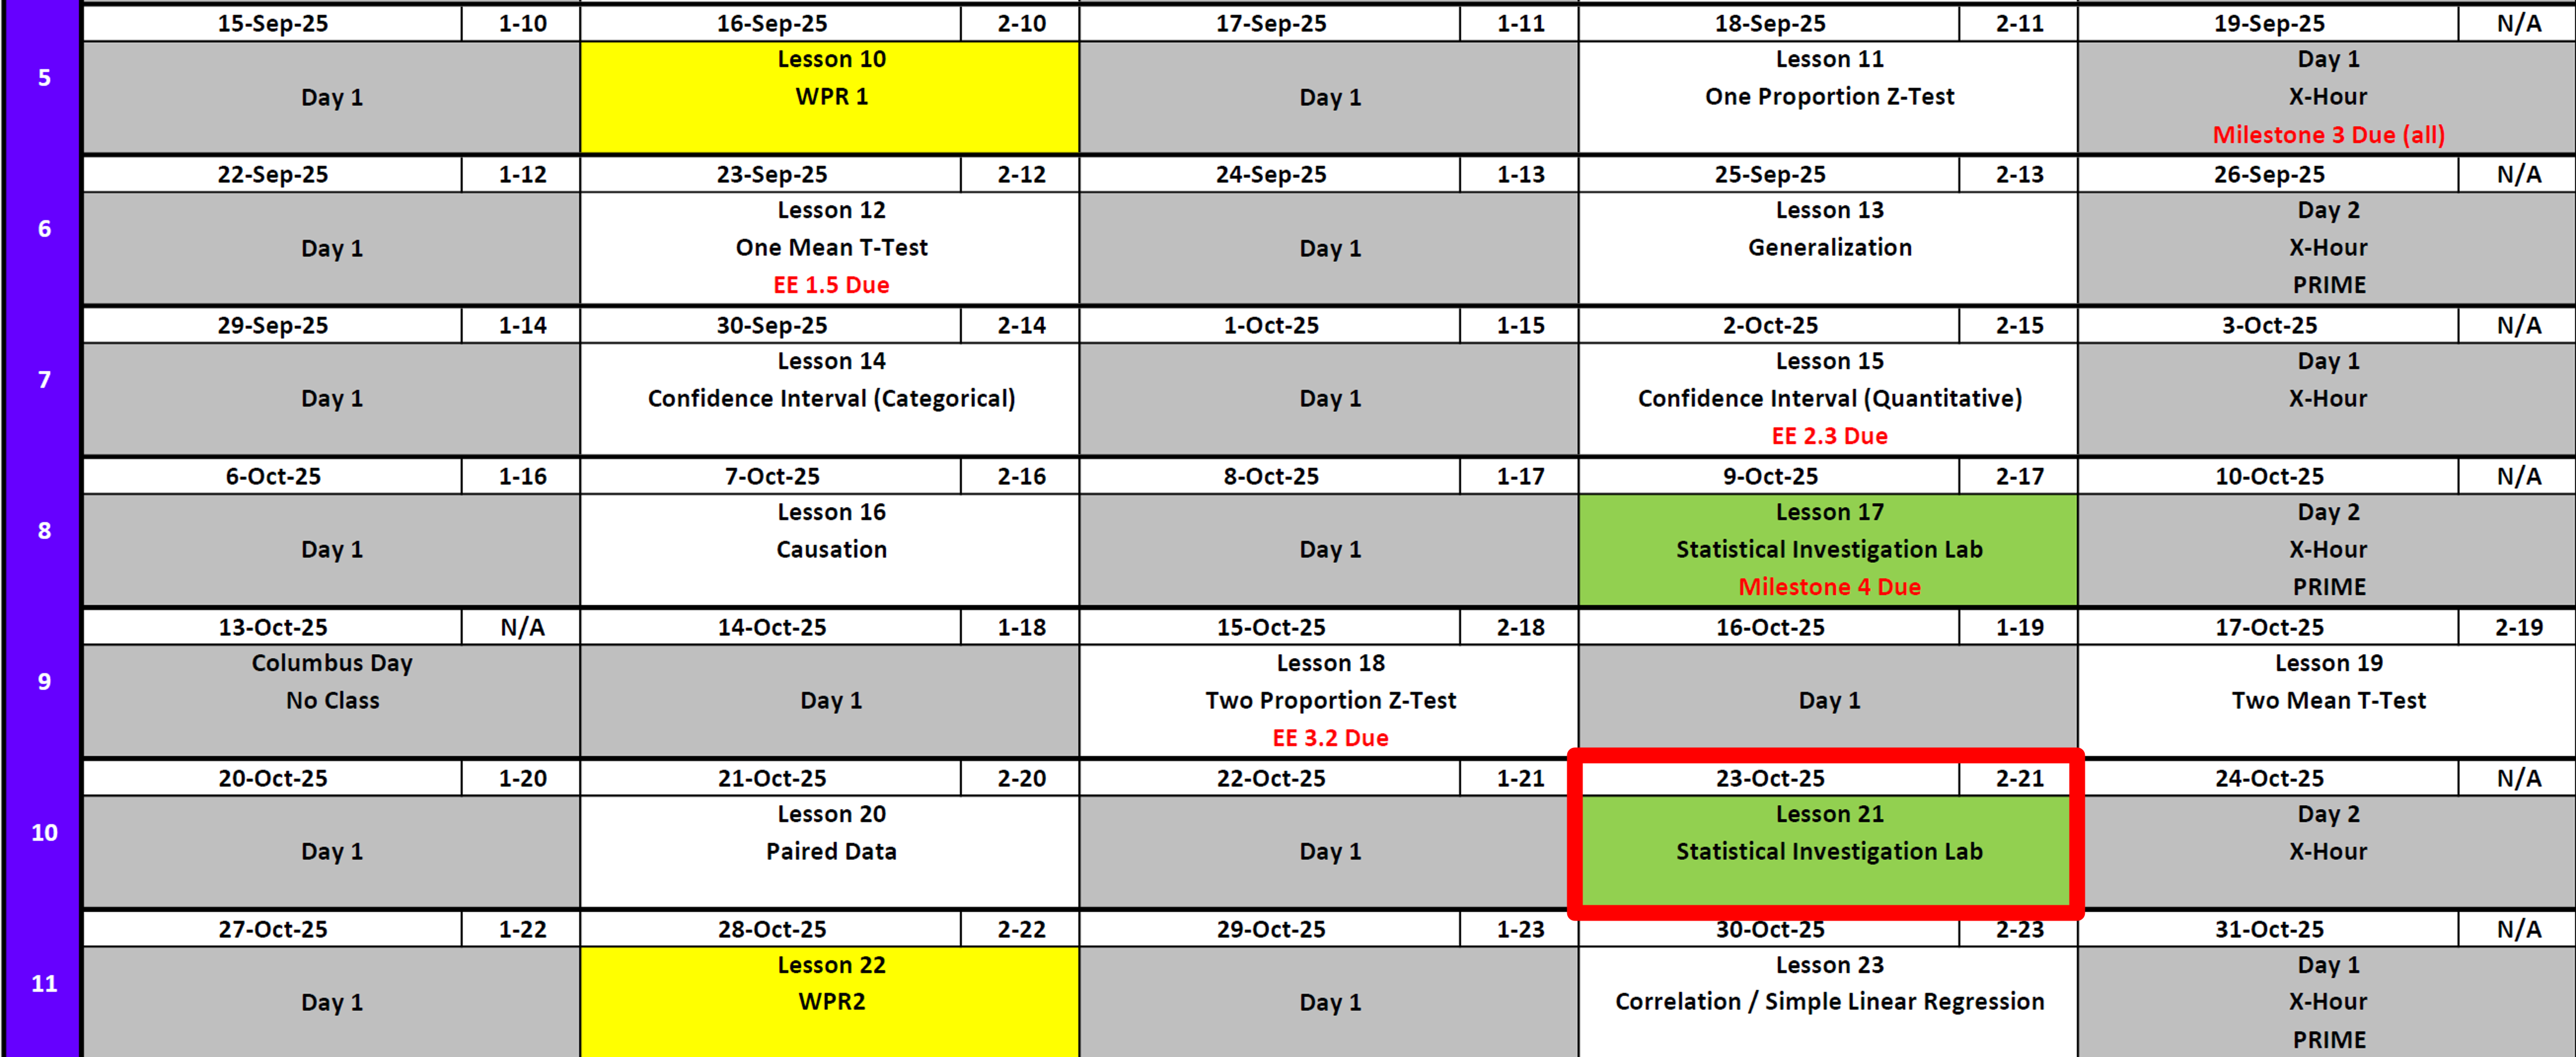 15-Sep-25 1-10 16-Sep-25 2-10 17-Sep-25 1-11 18-Sep-25 2-11 19-Sep-25 N/A
5
Day 1
Lesson 10
WPR 1
Day 1
Lesson 11
One Proportion Z-Test
Day 1
X-Hour
Milestone 3 Due (all)
22-Sep-25 1-12 23-Sep-25 2-12 24-Sep-25 1-13 25-Sep-25 2-13 26-Sep-25 N/A
6
Day 1
Lesson 12
One Mean T-Test
EE 1.5 Due
Day 1
Lesson 13
Generalization
Day 2
X-Hour
PRIME
29-Sep-25 1-14 30-Sep-25 2-14 1-Oct-25 1-15 2-Oct-25 2-15 3-Oct-25 N/A
7
Day 1
Lesson 14
Confidence Interval (Categorical)
Day 1
Lesson 15
Confidence Interval (Quantitative)
EE 2.3 Due
Day 1
X-Hour
6-Oct-25 1-16 7-Oct-25 2-16 8-Oct-25 1-17 9-Oct-25 2-17 10-Oct-25 N/A
8
Day 1
Lesson 16
Causation
Day 1
Lesson 17
Statistical Investigation Lab
Milestone 4 Due
Day 2
X-Hour
PRIME
13-Oct-25 N/A 14-Oct-25 1-18 15-Oct-25 2-18 16-Oct-25 1-19 17-Oct-25 2-19
9
Columbus Day
No Class
Day 1
Lesson 18
Two Proportion Z-Test
EE 3.2 Due
Day 1
Lesson 19
Two Mean T-Test
20-Oct-25 1-20 21-Oct-25 2-20 22-Oct-25 1-21 23-Oct-25 2-21 24-Oct-25 N/A
10
Day 1
Lesson 20
Paired Data
Day 1
Lesson 21
Statistical Investigation Lab
Day 2
X-Hour
27-Oct-25 1-22 28-Oct-25 2-22 29-Oct-25 1-23 30-Oct-25 2-23 31-Oct-25 N/A
11
Day 1
Lesson 22
WPR2
Day 1
Lesson 23
Correlation / Simple Linear Regression
Day 1
X-Hour
PRIME